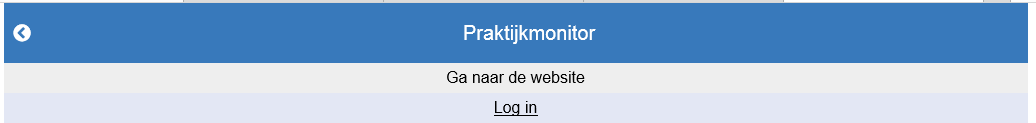 Praktijkmonitor
Ga naar de website
Log in